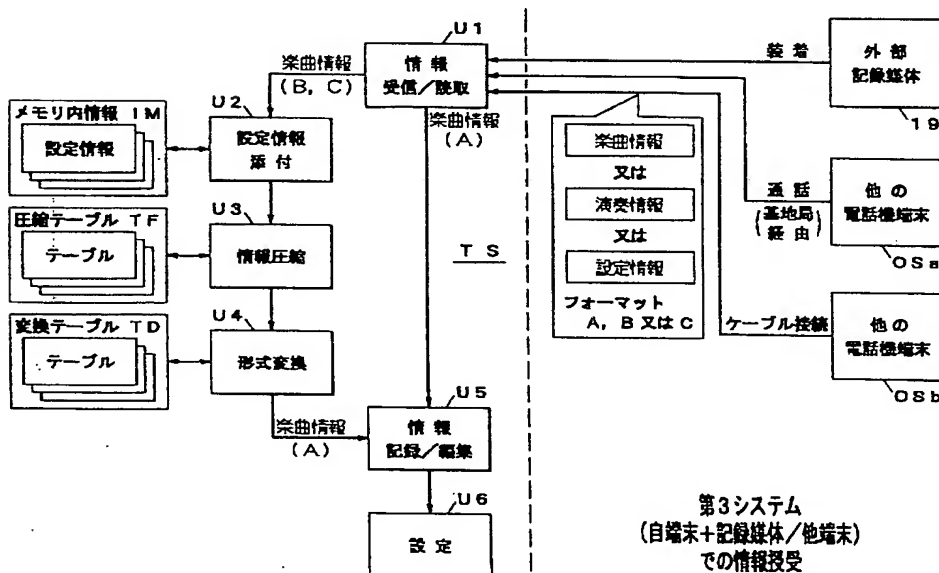 U1
情報
受信/読取
楽曲情報
(B, C)
楽曲情報
(A)
U2
設定情報
添付
メモリ内情報 IM
設定情報
U3
情報圧縮
圧縮テーブル TF
テーブル
U4
形式変換
変換テーブル TD
テーブル
楽曲情報
(A)
U5
情報
記録/編集
U6
設定
TS
楽曲情報
又は
演奏情報
又は
設定情報
フォーマット
A, B又はC
装着
外部
記録媒体
19
通話
(基地局
経由)
他の
電話機端末
OSa
ケーブル接続
他の
電話機端末
OSb
第3システム
(自端末+記録媒体/他端末)
での情報授受